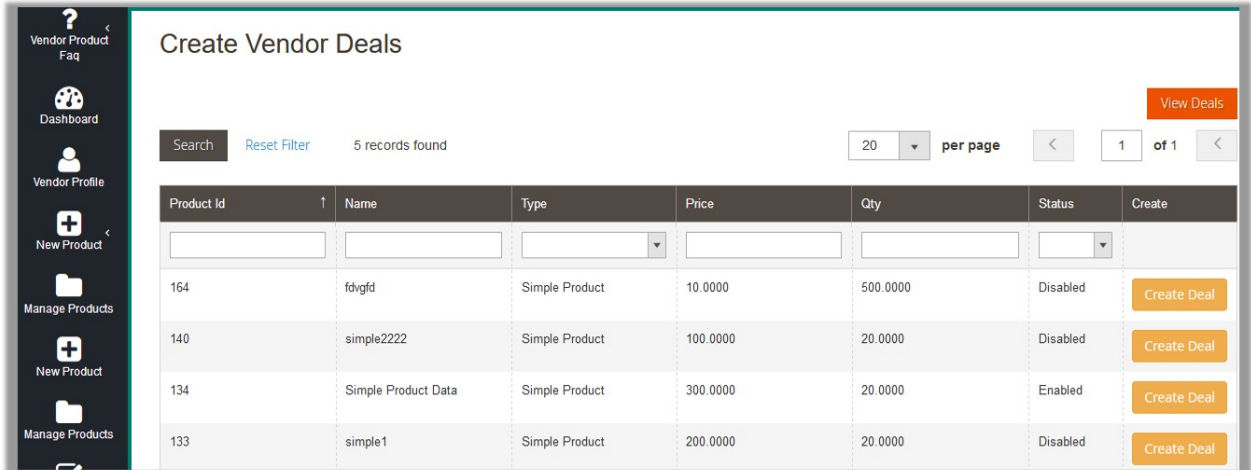 Vendor Product
Faq
Dashboard
Vendor Profile
New Product
Manage Products
New Product
Manage Products
Create Vendor Deals
View Deals
Search Reset Filter 5 records found 20 per page 1 of 1
Product Id ↑ Name Type Price Qty Status Create
164 fdvgfd Simple Product 10.0000 500.0000 Disabled Create Deal
140 simple2222 Simple Product 100.0000 20.0000 Disabled Create Deal
134 Simple Product Data Simple Product 300.0000 20.0000 Enabled Create Deal
133 simple1 Simple Product 200.0000 20.0000 Disabled Create Deal